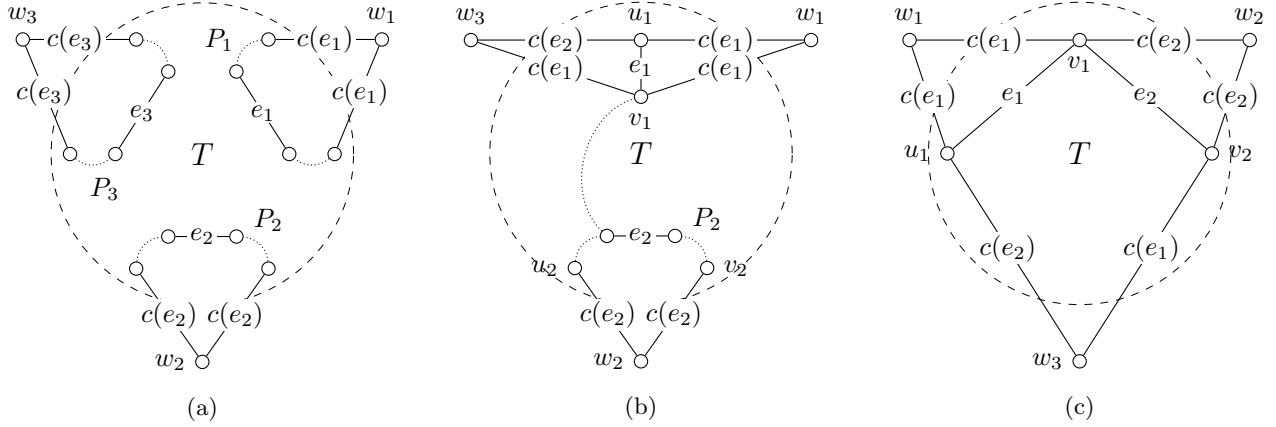 w₃ w₁
c(e₃) P₁ c(e₁)
c(e₃) e₃ e₁ c(e₁)
T
P₃
P₂
e₂
c(e₂) c(e₂)
w₂
(a)
w₃ u₁ w₁
c(e₂) c(e₁)
c(e₁) e₁ c(e₁)
v₁
T
P₂
e₂
u₂ v₂
c(e₂) c(e₂)
w₂
(b)
w₁ w₂
c(e₁) c(e₂)
v₁
c(e₁) e₁ e₂ c(e₂)
u₁ T v₂
c(e₂) c(e₁)
w₃
(c)